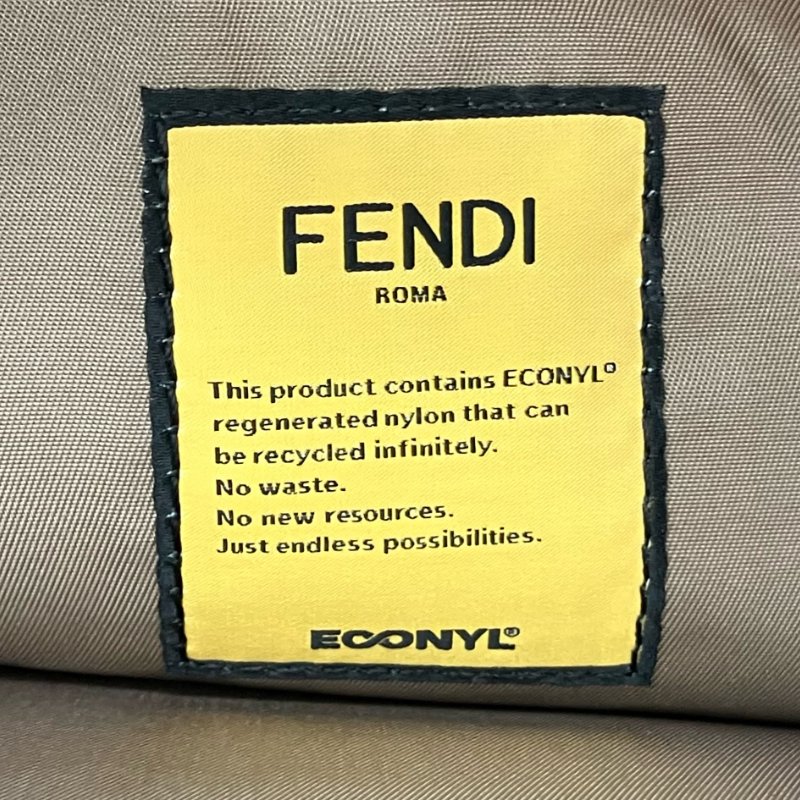 FENDI
ROMA
This product contains ECONYL®
regenerated nylon that can
be recycled infinitely.
No waste.
No new resources.
Just endless possibilities.
ECONYL®